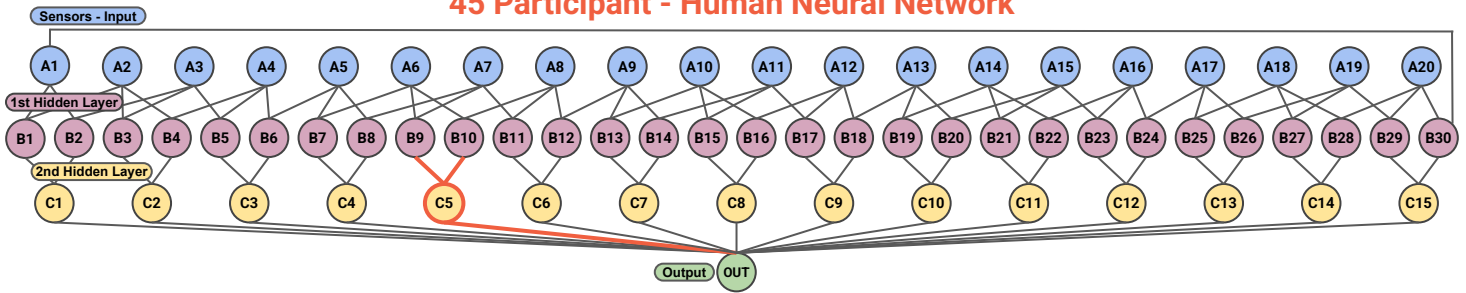 45 Participant - Human Neural Network
Sensors - Input
A1 A2 A3 A4 A5 A6 A7 A8 A9 A10 A11 A12 A13 A14 A15 A16 A17 A18 A19 A20
1st Hidden Layer
B1 B2 B3 B4 B5 B6 B7 B8 B9 B10 B11 B12 B13 B14 B15 B16 B17 B18 B19 B20 B21 B22 B23 B24 B25 B26 B27 B28 B29 B30
2nd Hidden Layer
C1 C2 C3 C4 C5 C6 C7 C8 C9 C10 C11 C12 C13 C14 C15
Output OUT